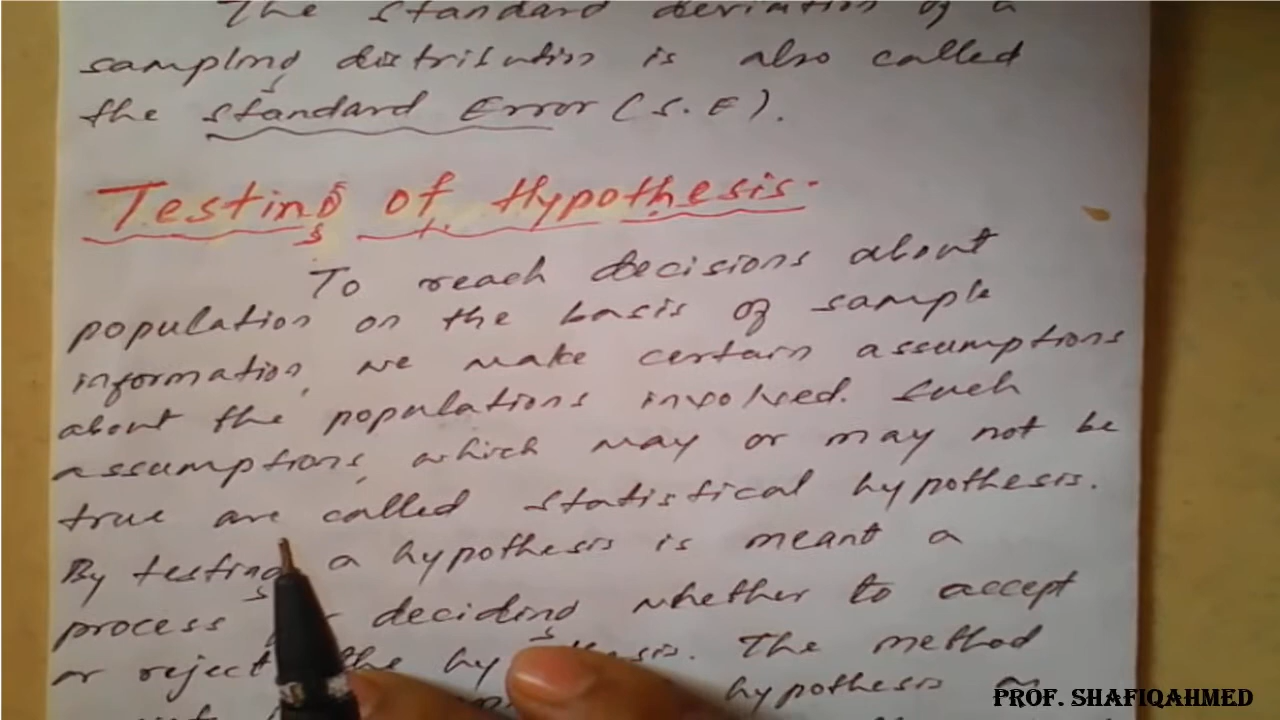 The standard deviation of a
sampling distribution is also called
the standard Error (S.E).
Testing of Hypothesis.
To reach decisions about
population on the basis of sample
information, we make certain assumptions
about the populations involved. Such
assumptions, which may or may not be
true are called statistical hypothesis.
By testing a hypothesis is meant a
process deciding whether to accept
or reject the The method
hypothesis
PROF. SHAFIQAHMED